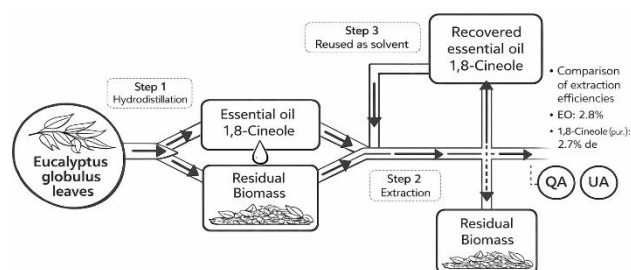 Eucalyptus
globulus
leaves
Step 1
Hydrodistillation
Essential oil
1,8-Cineole
Residual
Biomass
Step 2
Extraction
Step 3
Reused as solvent
Recovered
essential oil
1,8-Cineole
• Comparison
of extraction
efficiencies
• EO: 2.8%
• 1,8-Cineole (pur.):
2.7% de
QA
UA
Residual
Biomass